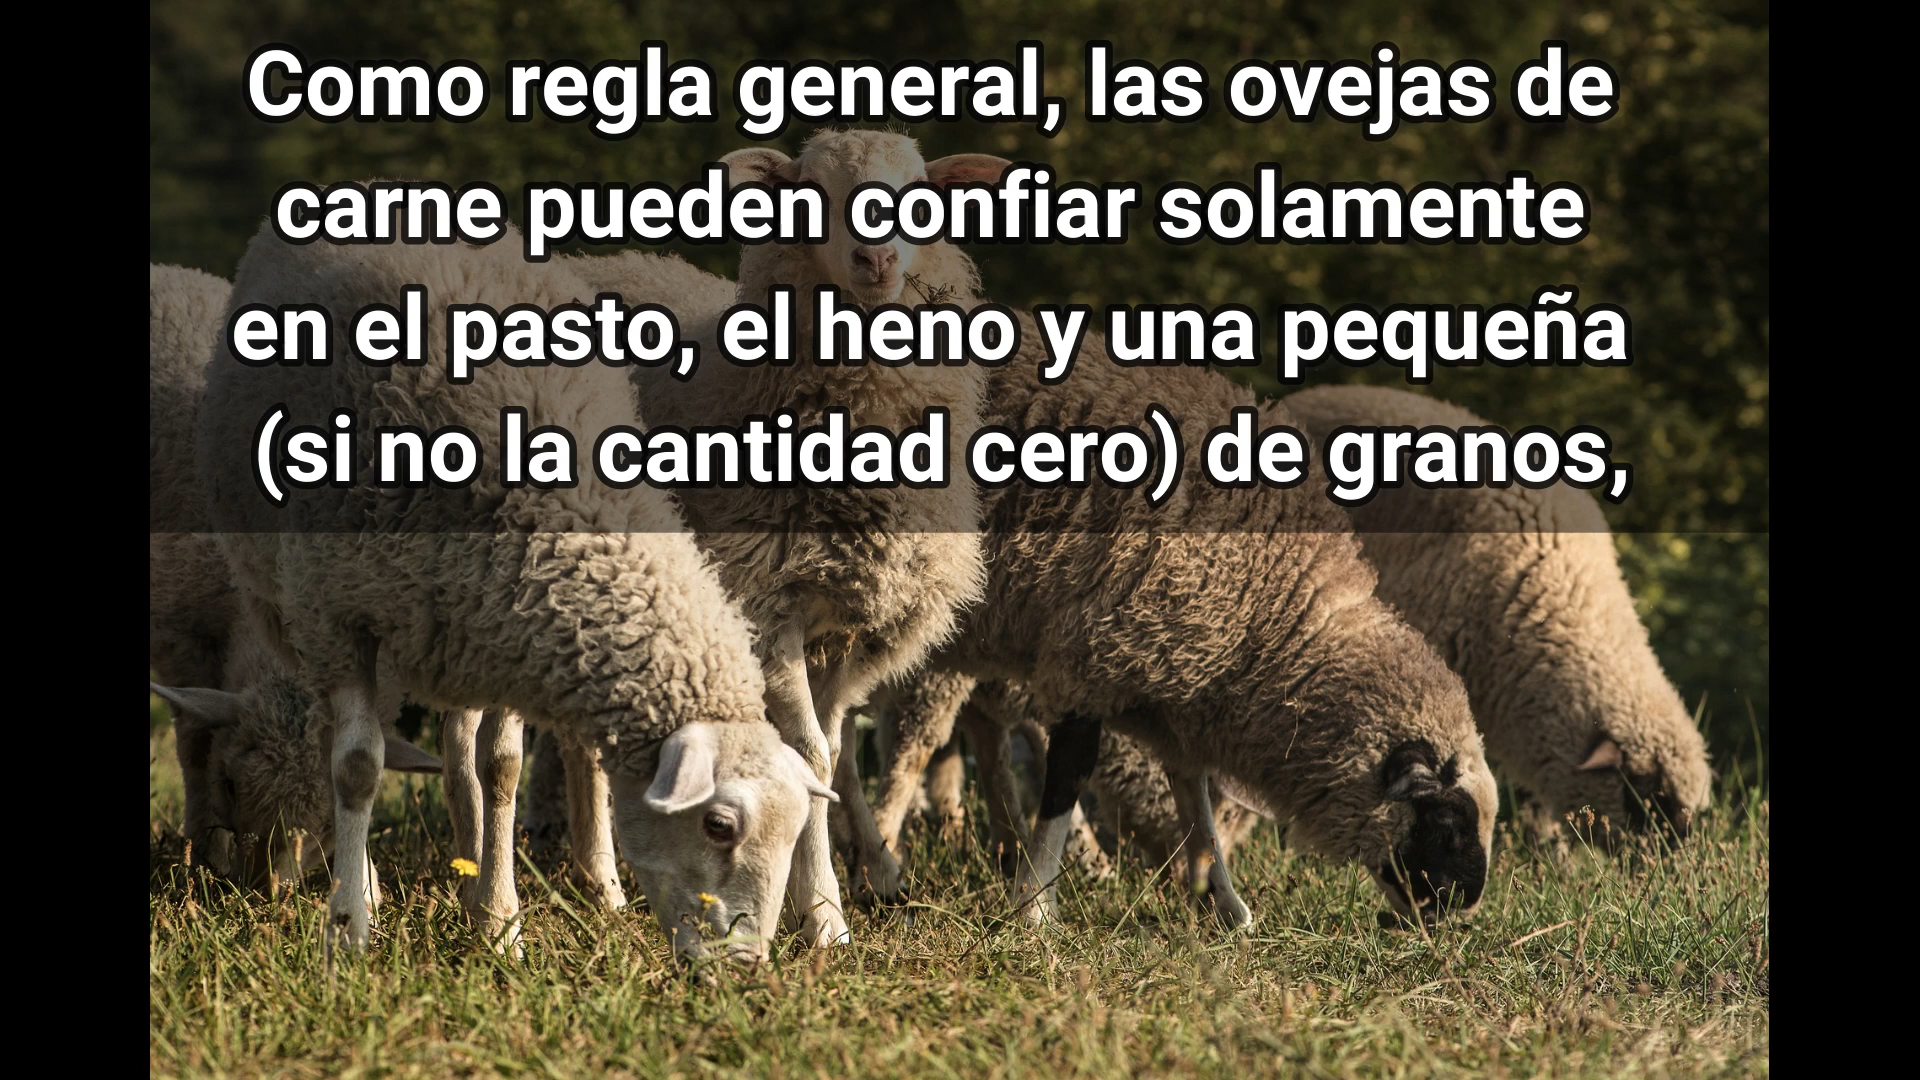 Como regla general, las ovejas de
carne pueden confiar solamente
en el pasto, el heno y una pequeña
(si no la cantidad cero) de granos,